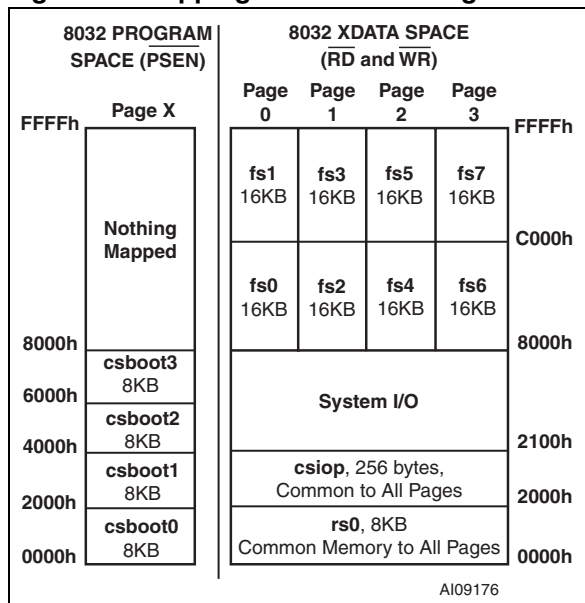 8032 PROGRAM
SPACE (PSEN)
Page X
FFFFh
Nothing
Mapped
8000h
csboot3
8KB
6000h
csboot2
8KB
4000h
csboot1
8KB
2000h
csboot0
8KB
0000h
8032 XDATA SPACE
(RD and WR)
Page 0
Page 1
Page 2
Page 3
FFFFh
fs1
16KB
fs3
16KB
fs5
16KB
fs7
16KB
C000h
fs0
16KB
fs2
16KB
fs4
16KB
fs6
16KB
8000h
System I/O
2100h
csiop, 256 bytes,
Common to All Pages
2000h
rs0, 8KB
Common Memory to All Pages
0000h
AI09176